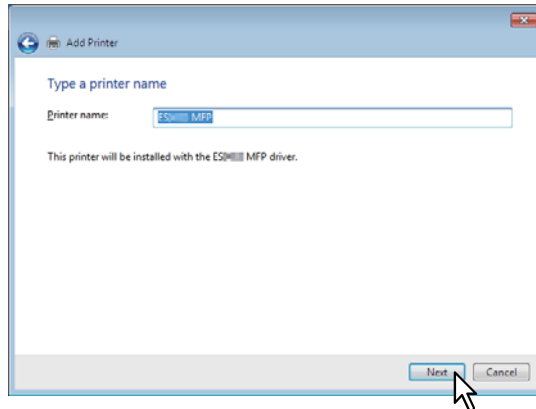 Add Printer
Type a printer name
Printer name:
MFP
This printer will be installed with the MFP driver.
Next Cancel